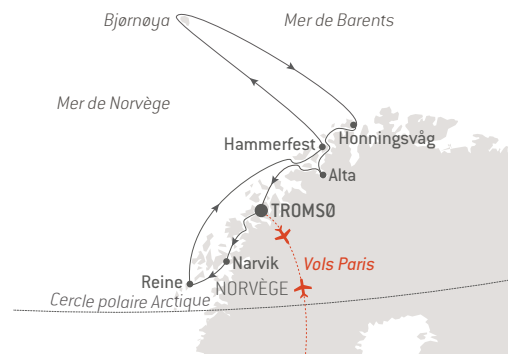 Bjørnøya
Mer de Barents
Mer de Norvège
Hammerfest
Honningsvåg
Alta
TROMSØ
Narvik
Vols Paris
Reine
NORVÈGE
Cercle polaire Arctique